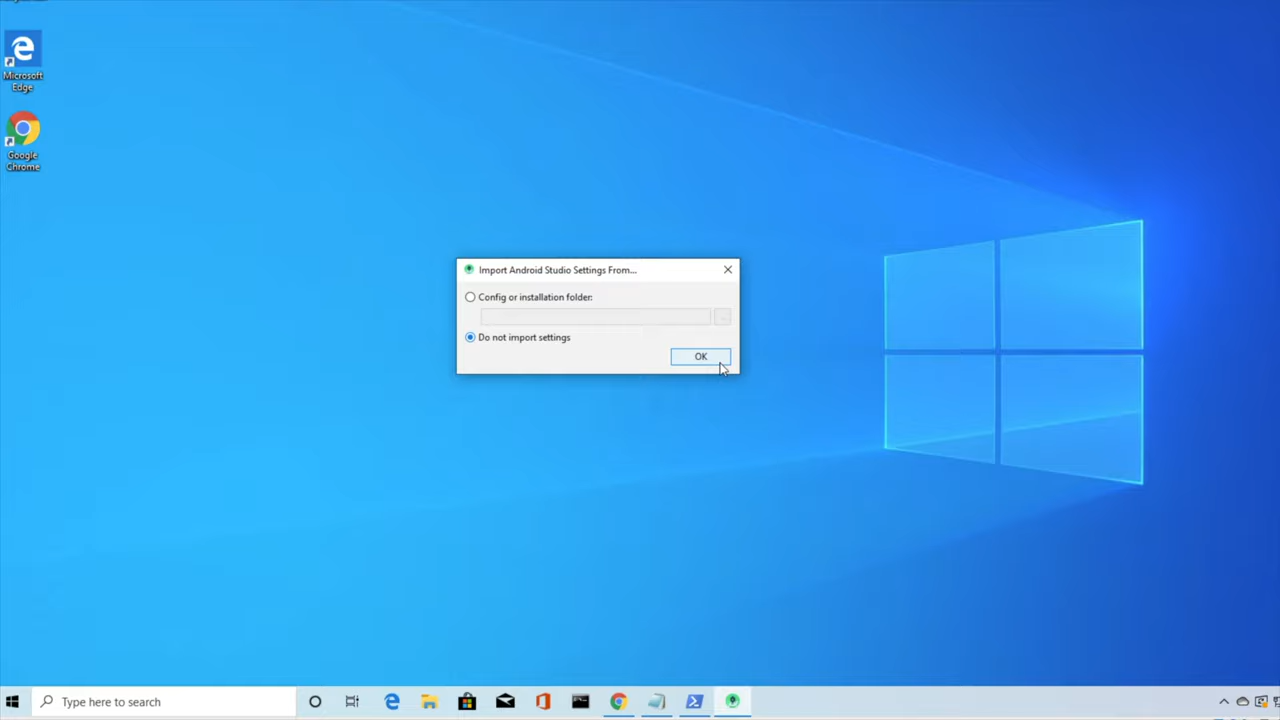 Microsoft
Edge
Google
Chrome
Import Android Studio Settings From...
Config or installation folder:
...
Do not import settings
OK
Type here to search